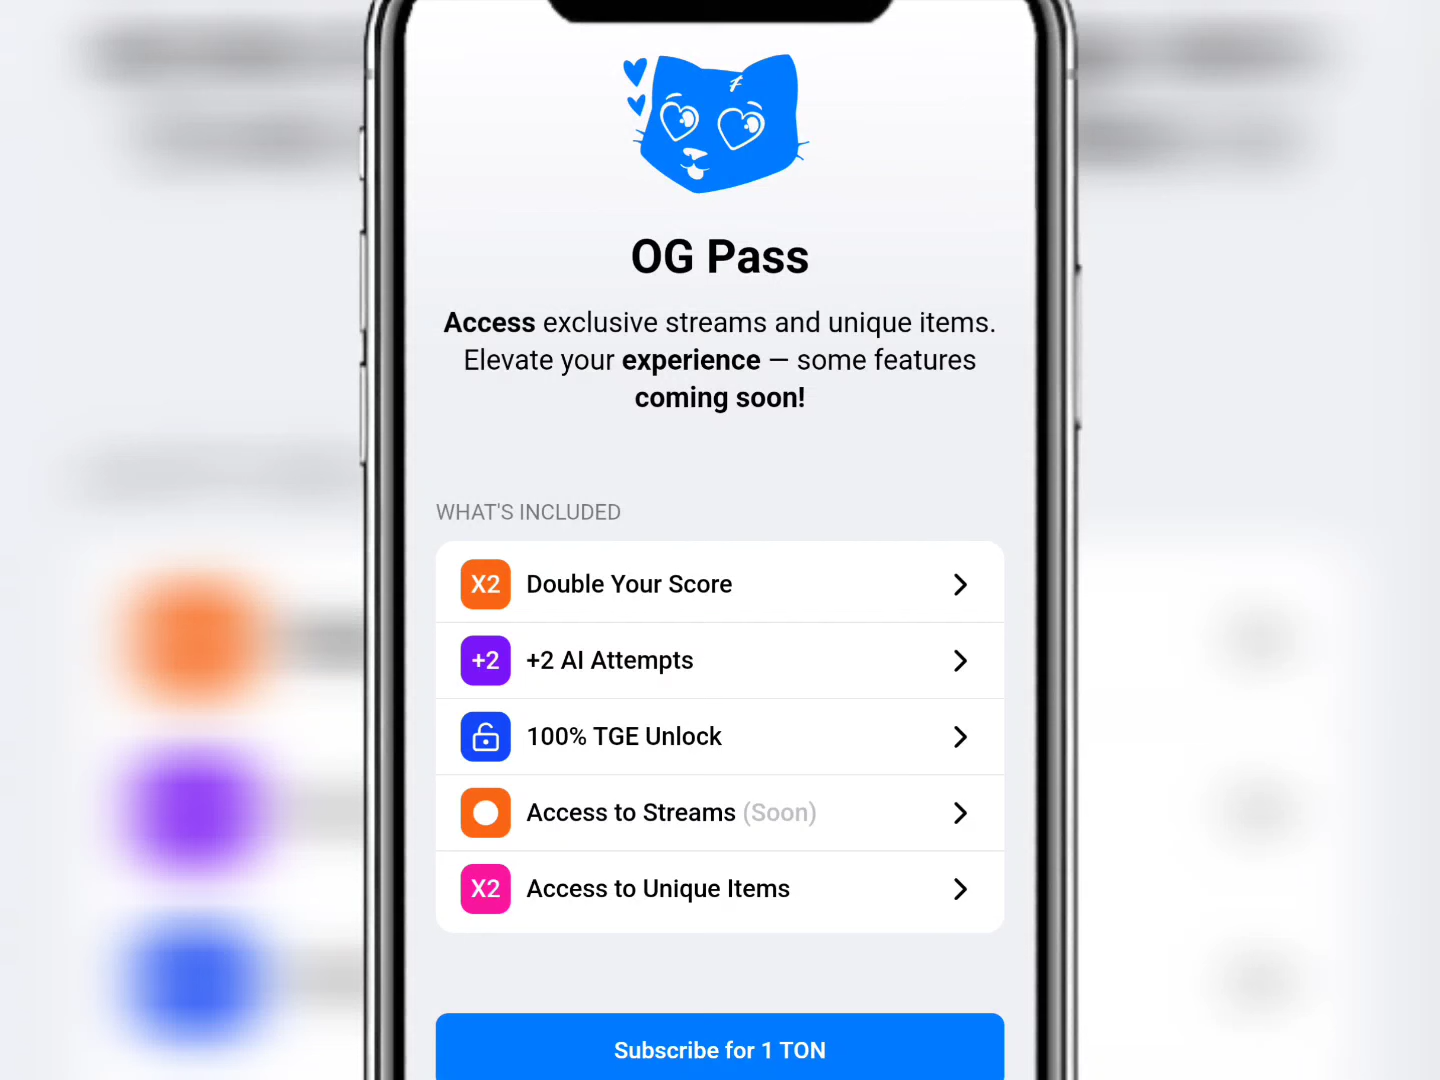 OG Pass
Access exclusive streams and unique items.
Elevate your experience — some features
coming soon!
WHAT'S INCLUDED
X2 Double Your Score
+2 +2 AI Attempts
100% TGE Unlock
Access to Streams (Soon)
X2 Access to Unique Items
Subscribe for 1 TON